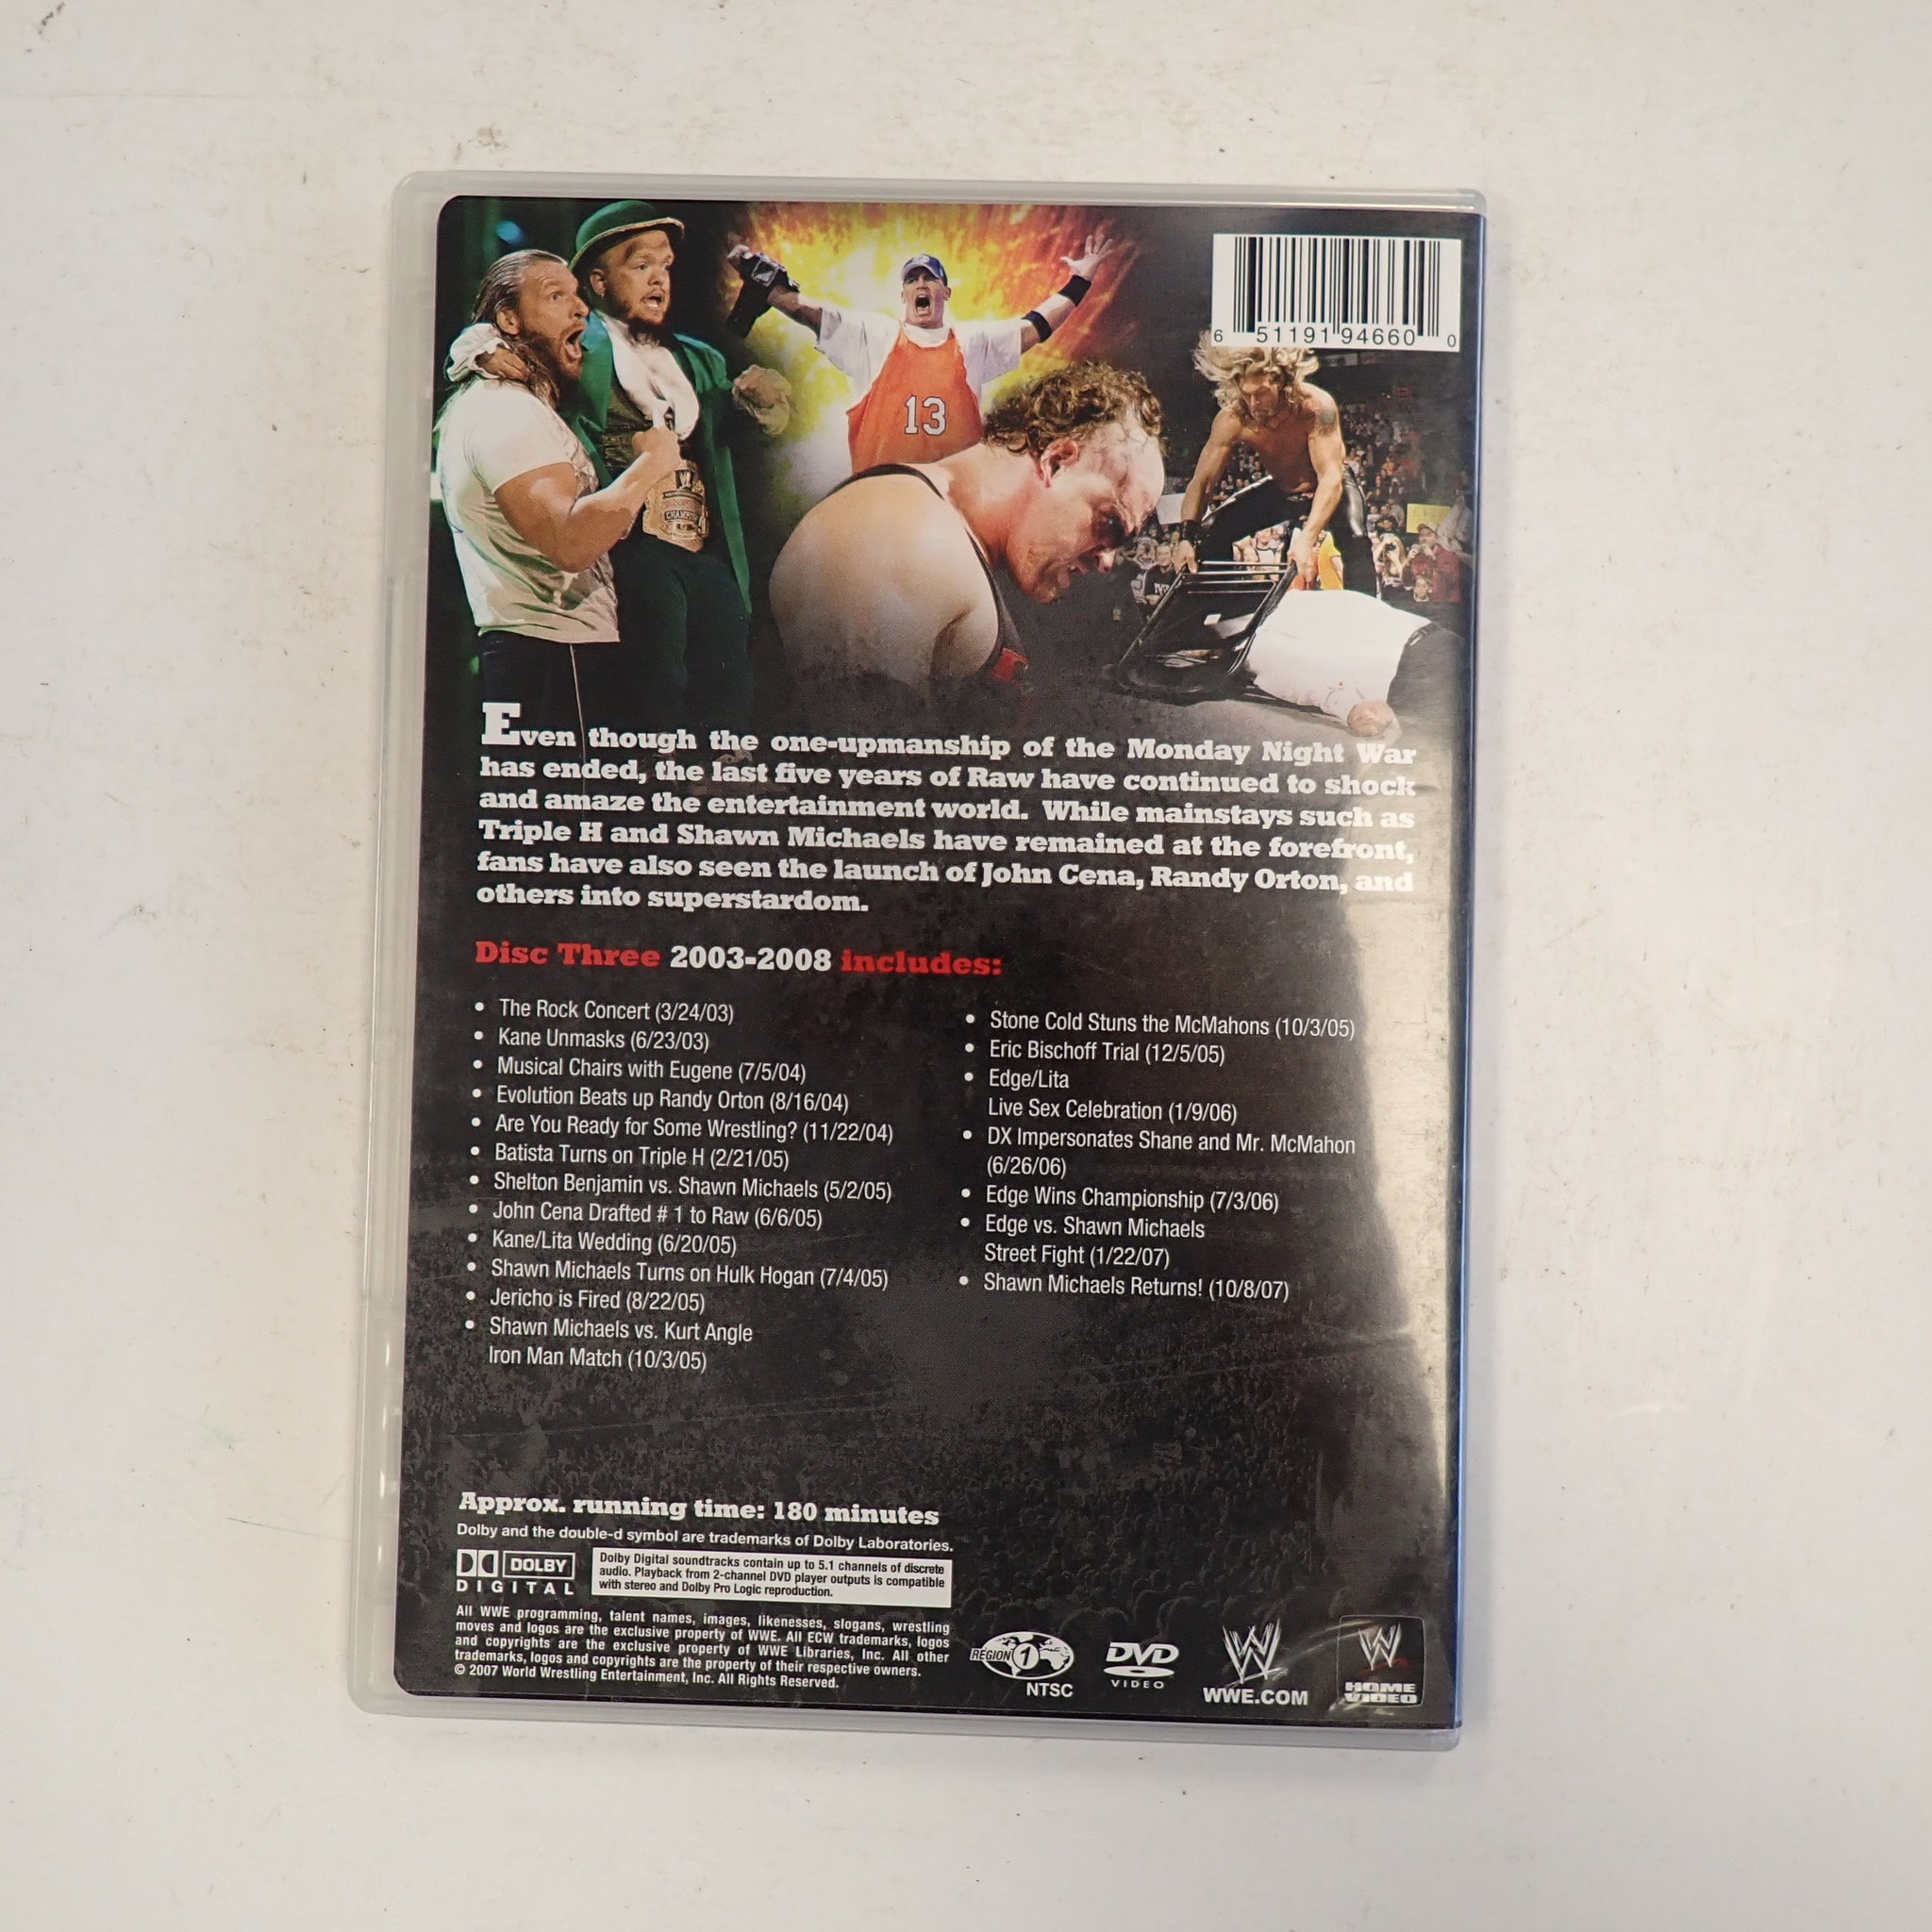 6 51191 94660 0
13
CHAMPION
Even though the one-upmanship of the Monday Night War
has ended, the last five years of Raw have continued to shock
and amaze the entertainment world. While mainstays such as
Triple H and Shawn Michaels have remained at the forefront,
fans have also seen the launch of John Cena, Randy Orton, and
others into superstardom.
Disc Three 2003-2008 includes:
• The Rock Concert (3/24/03)
• Kane Unmasks (6/23/03)
• Musical Chairs with Eugene (7/5/04)
• Evolution Beats up Randy Orton (8/16/04)
• Are You Ready for Some Wrestling? (11/22/04)
• Batista Turns on Triple H (2/21/05)
• Shelton Benjamin vs. Shawn Michaels (5/2/05)
• John Cena Drafted # 1 to Raw (6/6/05)
• Kane/Lita Wedding (6/20/05)
• Shawn Michaels Turns on Hulk Hogan (7/4/05)
• Jericho is Fired (8/22/05)
• Shawn Michaels vs. Kurt Angle
Iron Man Match (10/3/05)
• Stone Cold Stuns the McMahons (10/3/05)
• Eric Bischoff Trial (12/5/05)
• Edge/Lita
Live Sex Celebration (1/9/06)
• DX Impersonates Shane and Mr. McMahon
(6/26/06)
• Edge Wins Championship (7/3/06)
• Edge vs. Shawn Michaels
Street Fight (1/22/07)
• Shawn Michaels Returns! (10/8/07)
Approx. running time: 180 minutes
Dolby and the double-d symbol are trademarks of Dolby Laboratories.
DOLBY
DIGITAL
Dolby Digital soundtracks contain up to 5.1 channels of discrete
audio. Playback from 2-channel DVD player outputs is compatible
with stereo and Dolby Pro Logic reproduction.
All WWE programming, talent names, images, likenesses, slogans, wrestling
moves and logos are the exclusive property of WWE. All ECW trademarks, logos
and copyrights are the exclusive property of WWE Libraries, Inc. All other
trademarks, logos and copyrights are the property of their respective owners.
© 2007 World Wrestling Entertainment, Inc. All Rights Reserved.
REGION 1
NTSC
DVD
VIDEO
W
WWE.COM
W
HOME
VIDEO